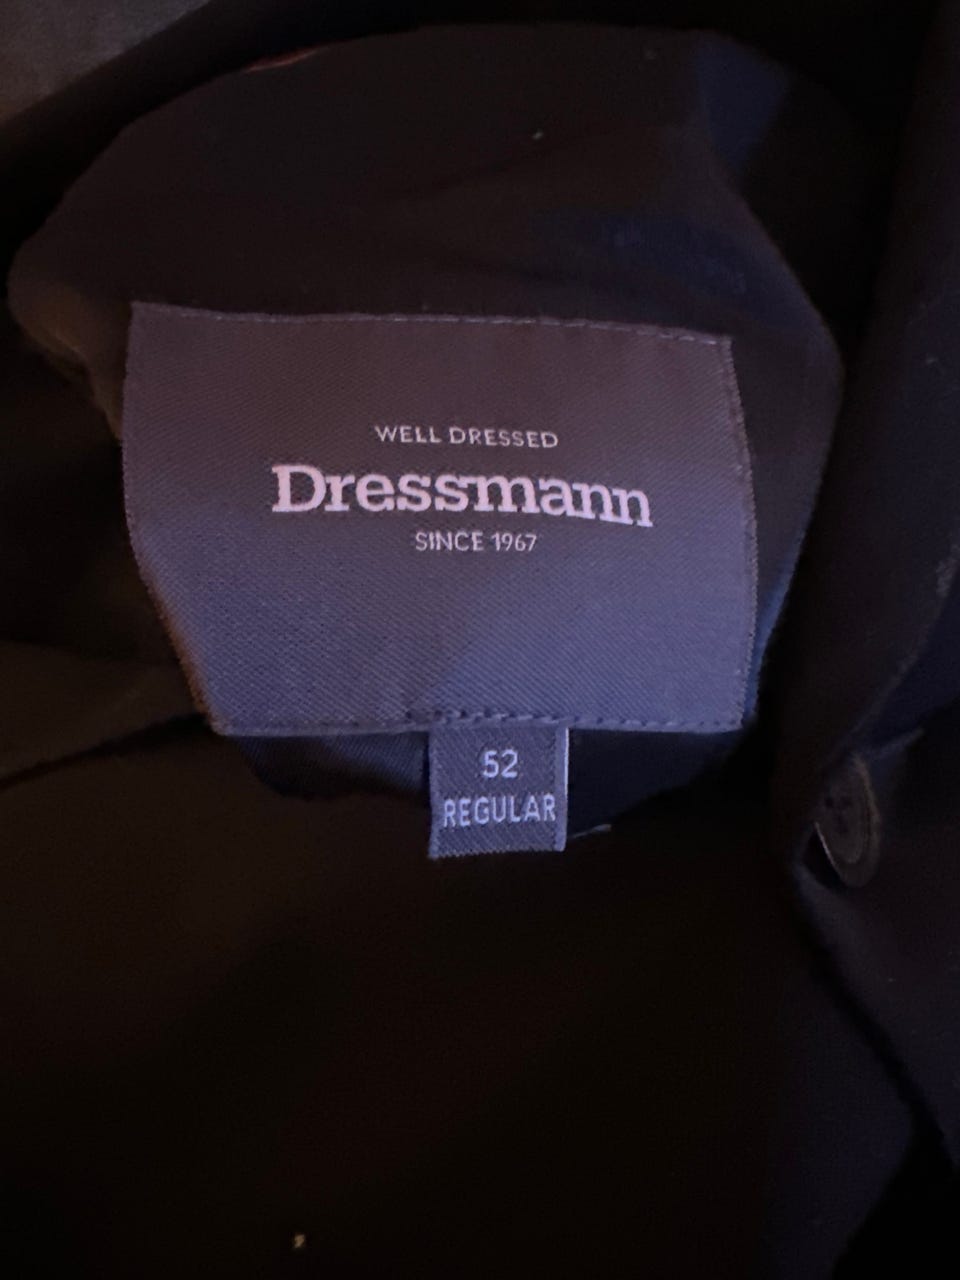 WELL DRESSED
Dressmann
SINCE 1967
52
REGULAR